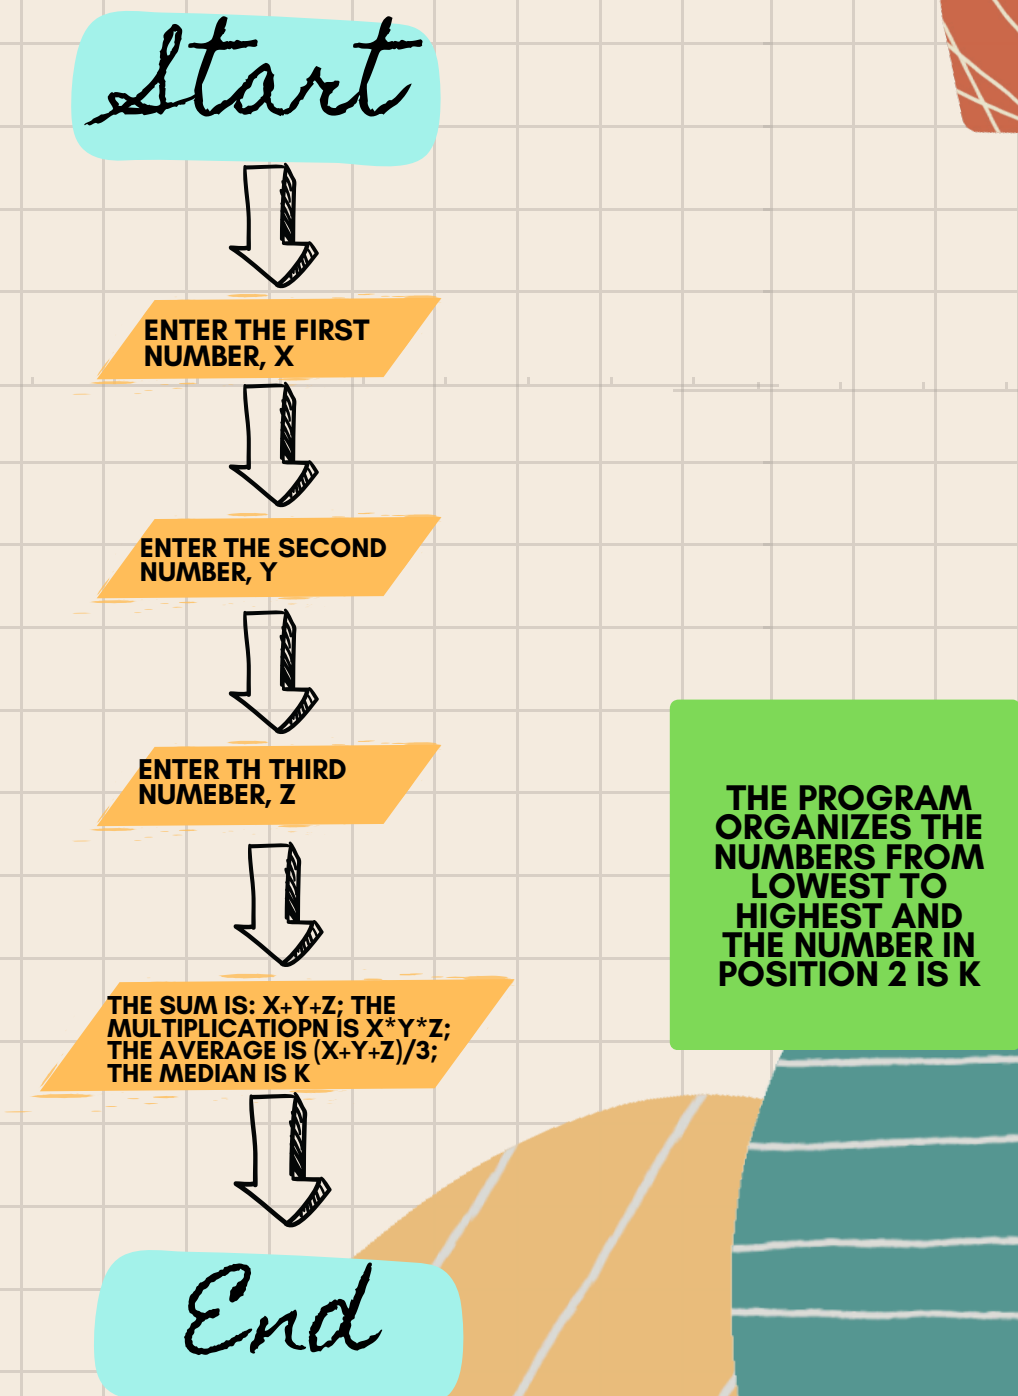 Start
ENTER THE FIRST
NUMBER, X
ENTER THE SECOND
NUMBER, Y
ENTER TH THIRD
NUMEBER, Z
THE PROGRAM
ORGANIZES THE
NUMBERS FROM
LOWEST TO
HIGHEST AND
THE NUMBER IN
POSITION 2 IS K
THE SUM IS: X+Y+Z; THE
MULTIPLICATIOPN IS X*Y*Z;
THE AVERAGE IS (X+Y+Z)/3;
THE MEDIAN IS K
End